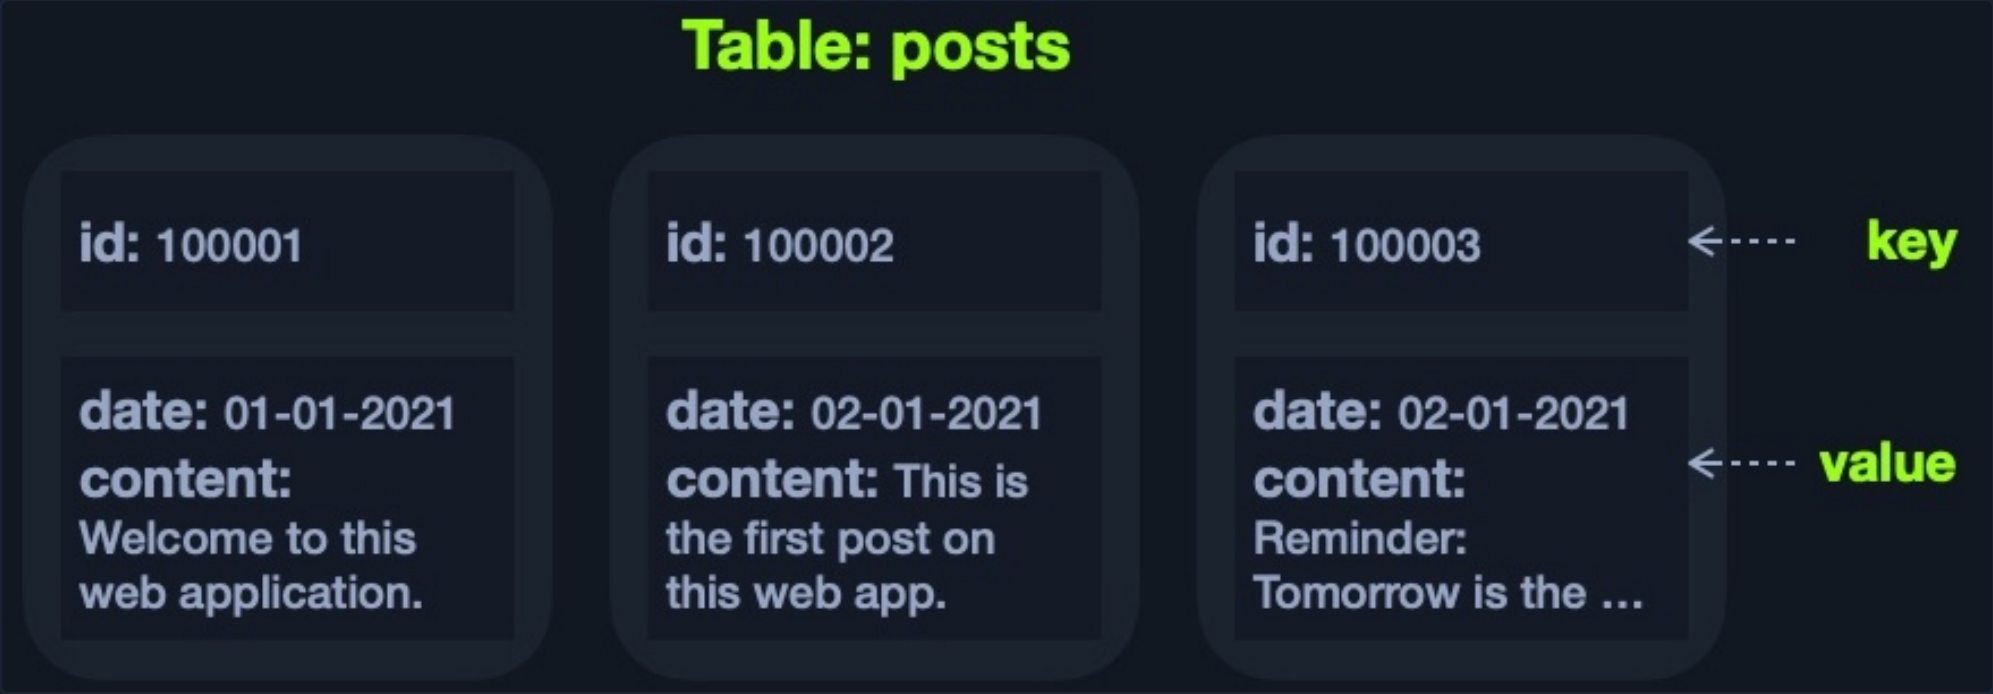 Table: posts
id: 100001
date: 01-01-2021
content:
Welcome to this
web application.
id: 100002
date: 02-01-2021
content: This is
the first post on
this web app.
id: 100003
date: 02-01-2021
content:
Reminder:
Tomorrow is the ...
key
value